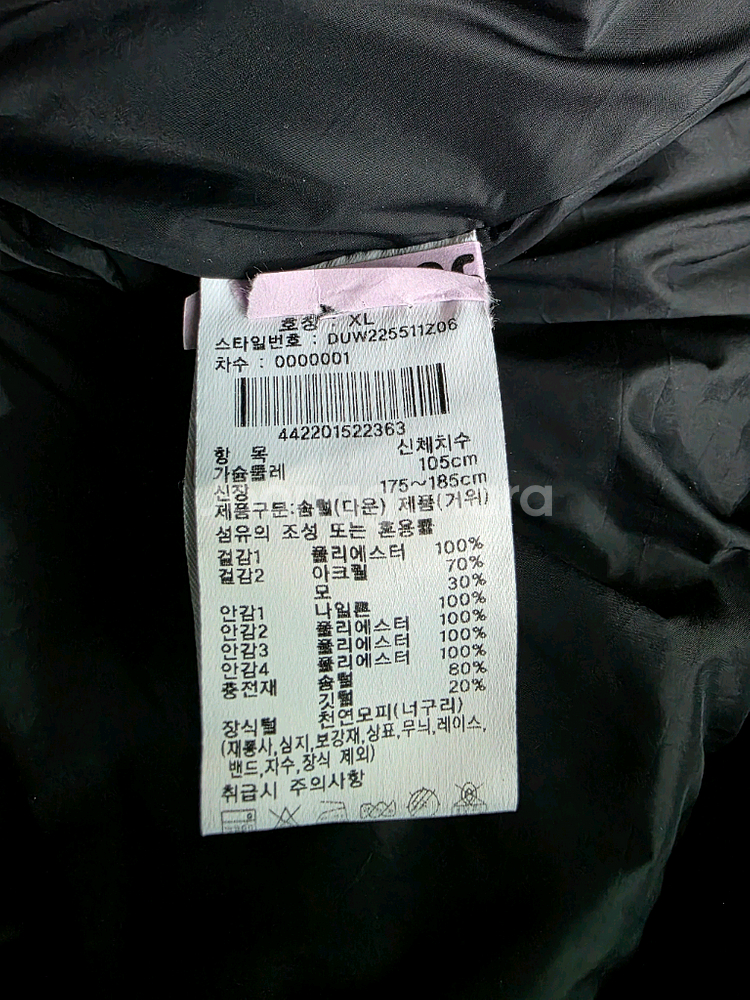 호칭 : XL
스타일번호 : DUW225511Z06
차수 : 0000001
442201522363
항 목 신체치수
가슴둘레 105cm
신장 175~185cm
제품구분:솜털(다운) 제품(거위)
섬유의 조성 또는 혼용률
겉감1 폴리에스터 100%
겉감2 아크릴 70%
모 30%
안감1 나일론 100%
안감2 폴리에스터 100%
안감3 폴리에스터 100%
안감4 폴리에스터 100%
충전재 솜털 80%
깃털 20%
장식털 천연모피(너구리)
(재봉사,심지,보강재,상표,무늬,레이스,
밴드,자수,장식 제외)
취급시 주의사항